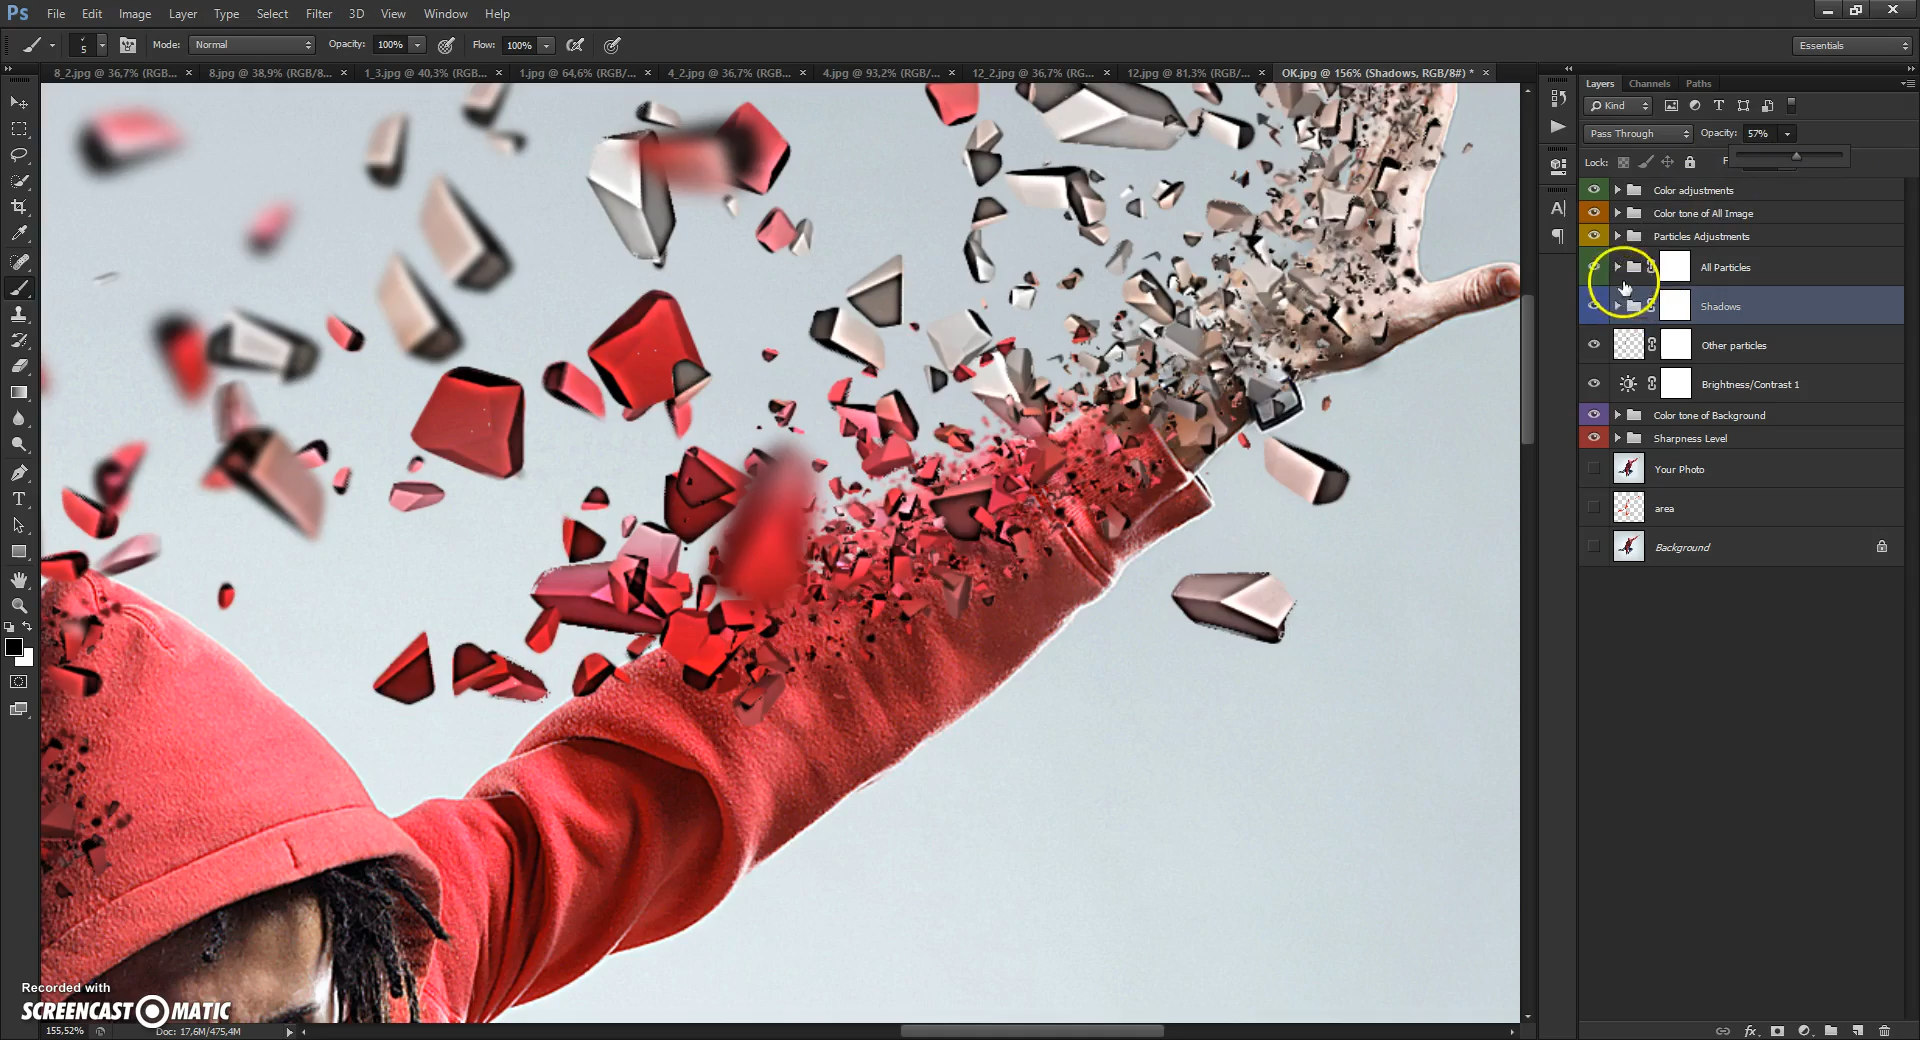 Ps File Edit Image Layer Type Select Filter 3D View Window Help
5 Mode: Normal Opacity: 100% Flow: 100% Essentials
8_2.jpg @ 36,7% (RGB... × 8.jpg @ 38,9% (RGB/8... × 1_3.jpg @ 40,3% (RGB... × 1.jpg @ 64,6% (RGB/... × 4_2.jpg @ 36,7% (RGB... × 4.jpg @ 93,2% (RGB/... × 12_2.jpg @ 36,7% (RG... × 12.jpg @ 81,3% (RGB/... × OK.jpg @ 156% (Shadows, RGB/8#) * ×
Layers Channels Paths
Kind
Pass Through Opacity: 57%
Lock:
Color adjustments
Color tone of All Image
Particles Adjustments
All Particles
Shadows
Other particles
Brightness/Contrast 1
Color tone of Background
Sharpness Level
Your Photo
area
Background
Recorded with
SCREENCAST MATIC
155,52% Doc: 17,6M/475,4M